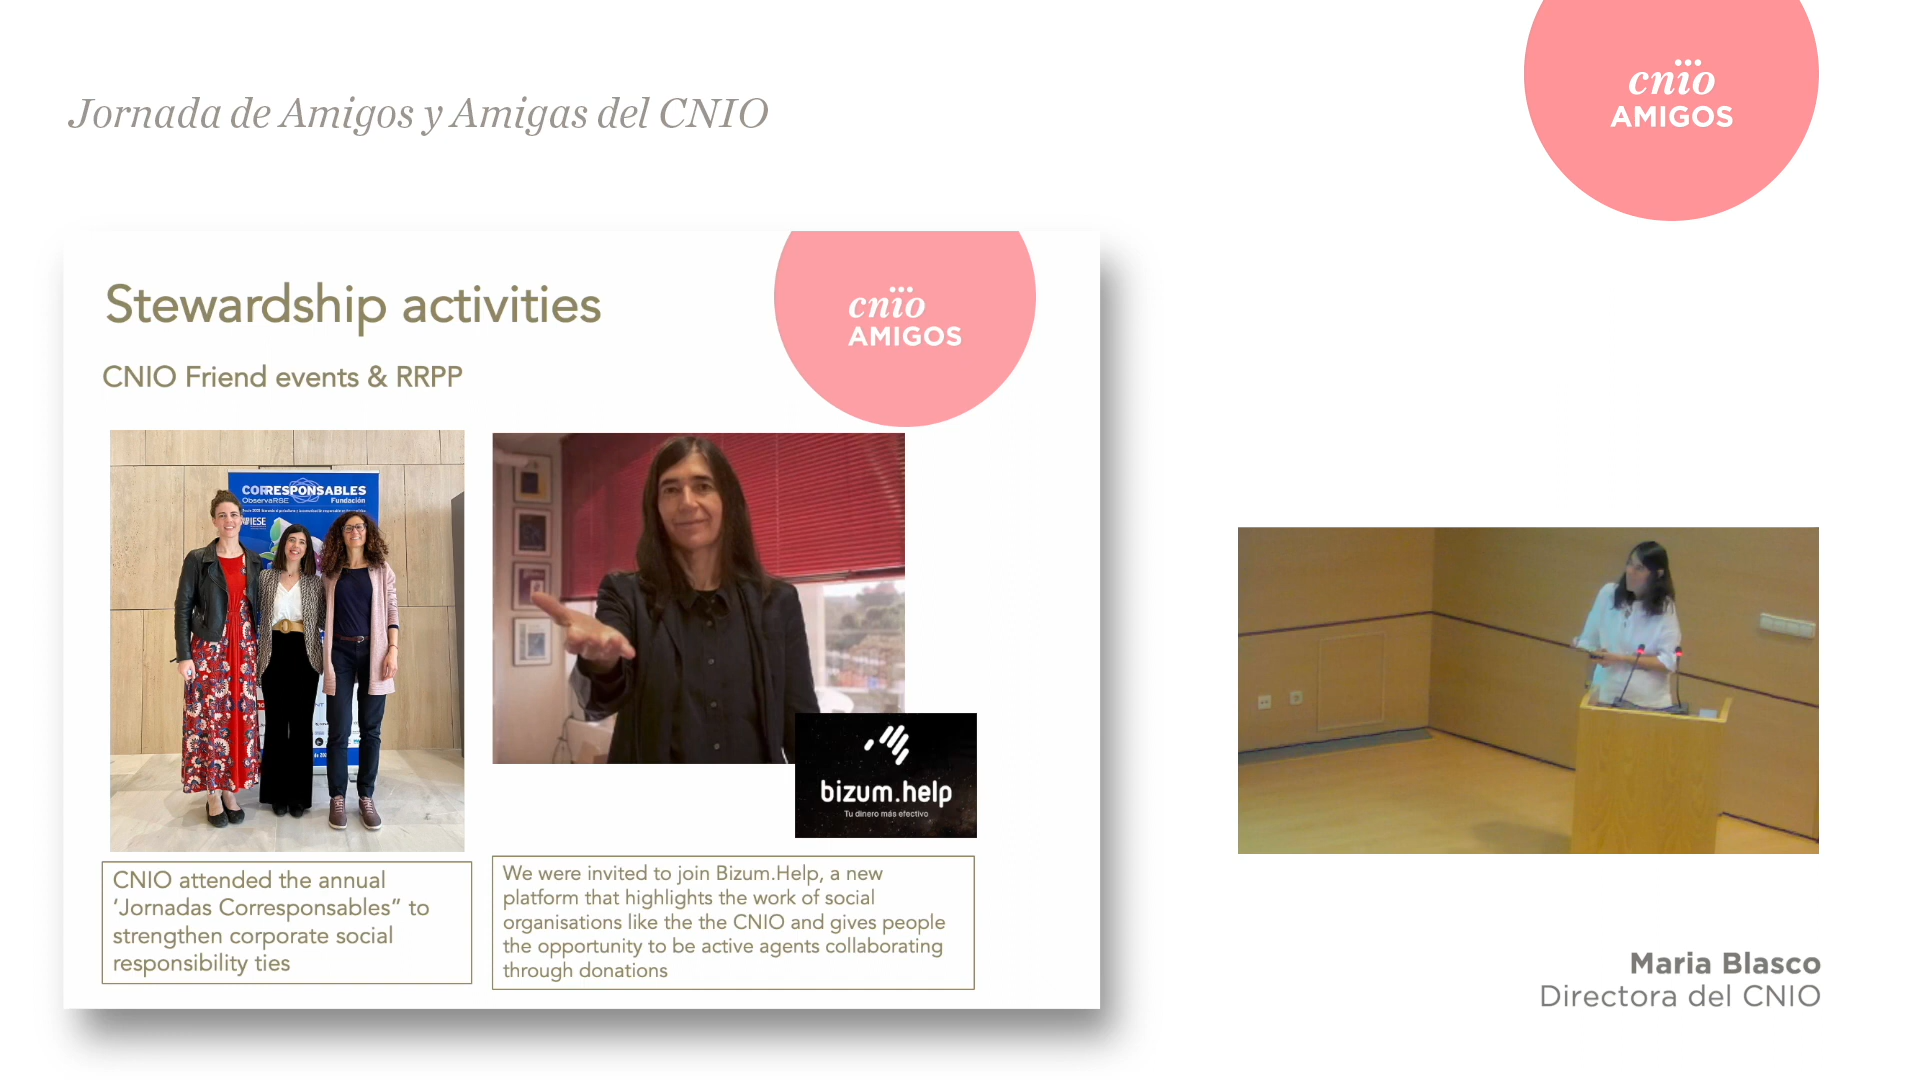 Jornada de Amigos y Amigas del CNIO
cnio
AMIGOS
Stewardship activities
cnio
AMIGOS
CNIO Friend events & RRPP
CORRESPONSABLES
ObservaRSE Fundación
IESE
bizum.help
Tu dinero más efectivo
CNIO attended the annual
‘Jornadas Corresponsables” to
strengthen corporate social
responsibility ties
We were invited to join Bizum.Help, a new
platform that highlights the work of social
organisations like the the CNIO and gives people
the opportunity to be active agents collaborating
through donations
Maria Blasco
Directora del CNIO